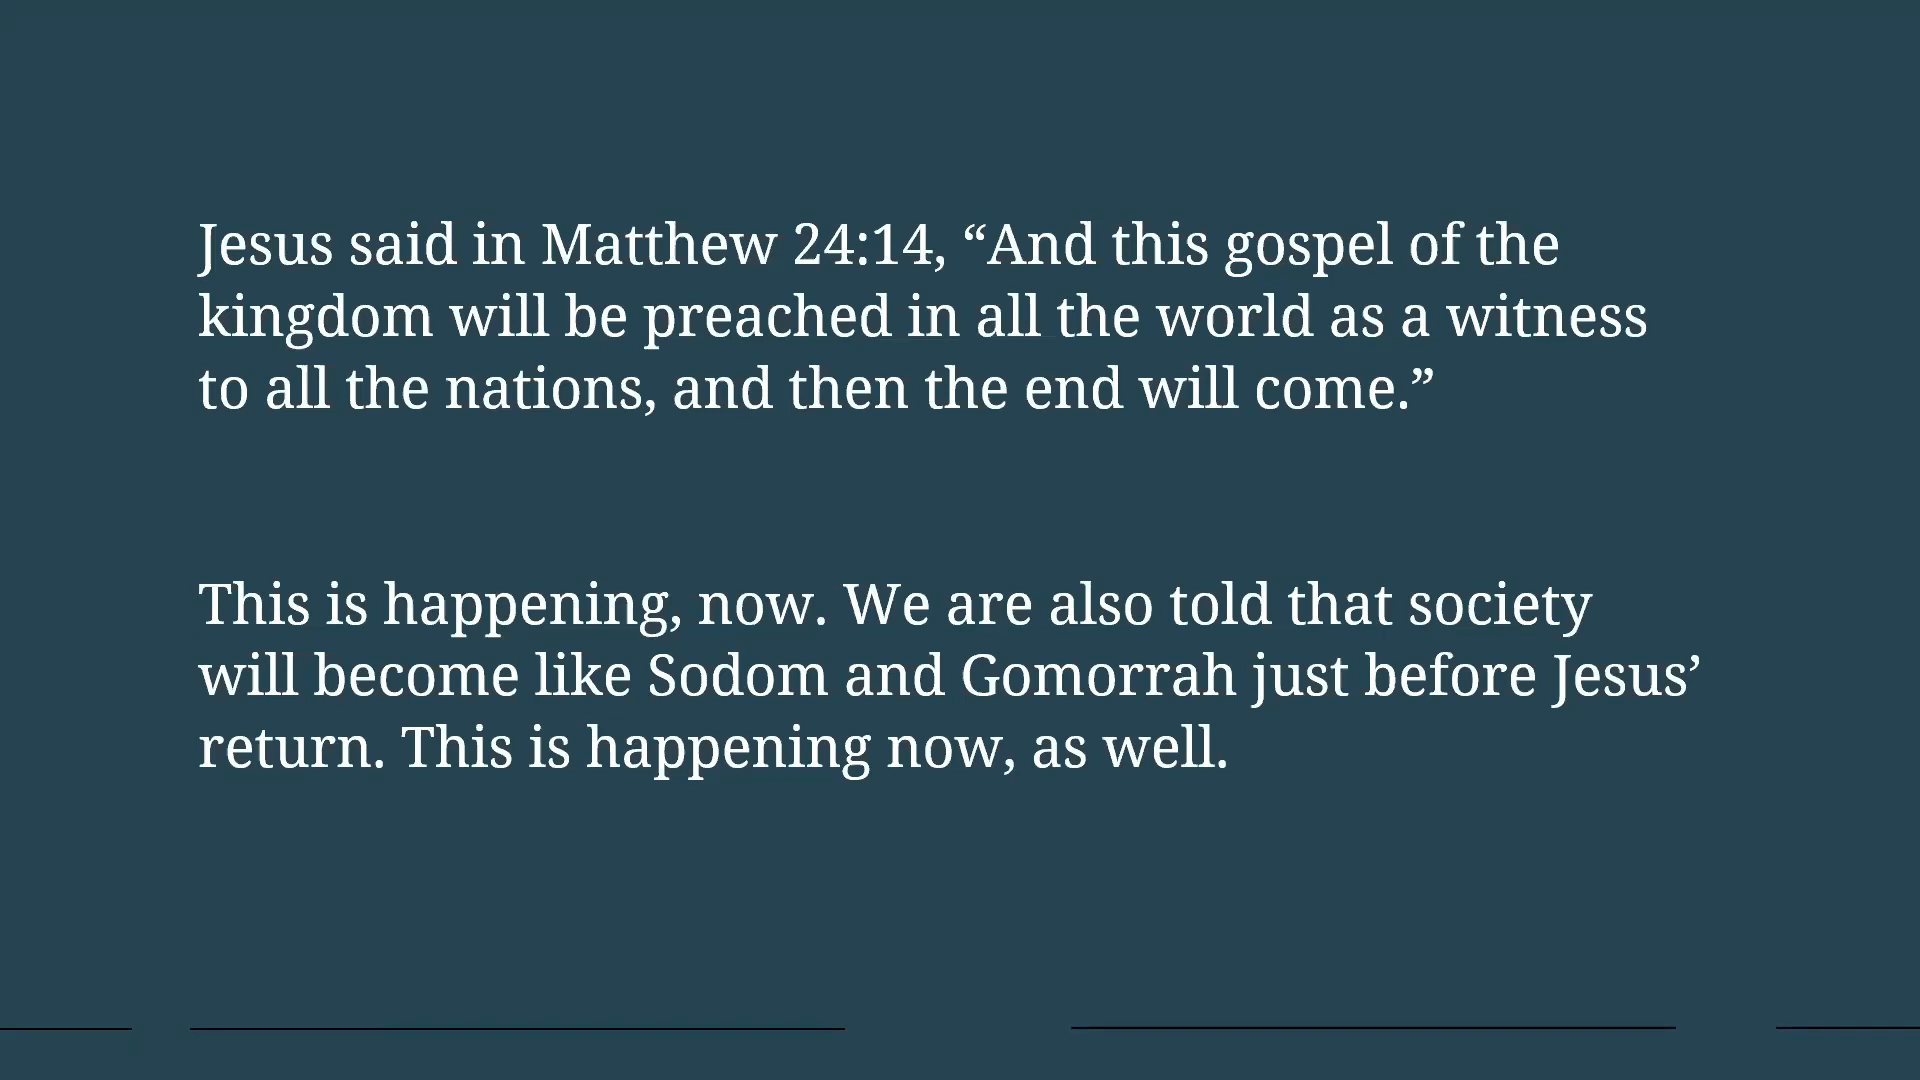 Jesus said in Matthew 24:14, “And this gospel of the
kingdom will be preached in all the world as a witness
to all the nations, and then the end will come.”
This is happening, now. We are also told that society
will become like Sodom and Gomorrah just before Jesus’
return. This is happening now, as well.